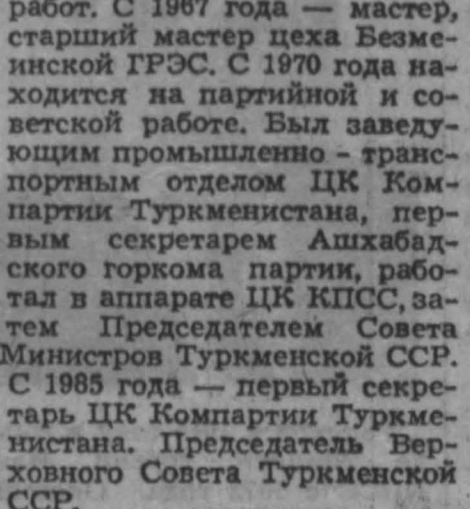 работ. С 1967 года — мастер,
старший мастер цеха Безме-
инской ГРЭС. С 1970 года на-
ходится на партийной и со-
ветской работе. Был заведу-
ющим промышленно - транс-
портным отделом ЦК Ком-
партии Туркменистана, пер-
вым секретарем Ашхабад-
ского горкома партии, рабо-
тал в аппарате ЦК КПСС, за-
тем Председателем Совета
Министров Туркменской ССР.
С 1985 года — первый секре-
тарь ЦК Компартии Туркме-
нистана. Председатель Вер-
ховного Совета Туркменской
ССР.